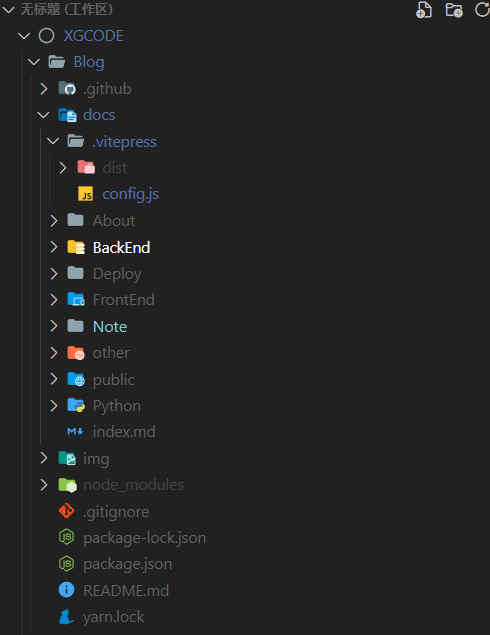 无标题 (工作区)
XGCODE
Blog
.github
docs
.vitepress
dist
config.js
About
BackEnd
Deploy
FrontEnd
Note
other
public
Python
index.md
img
node_modules
.gitignore
package-lock.json
package.json
README.md
yarn.lock